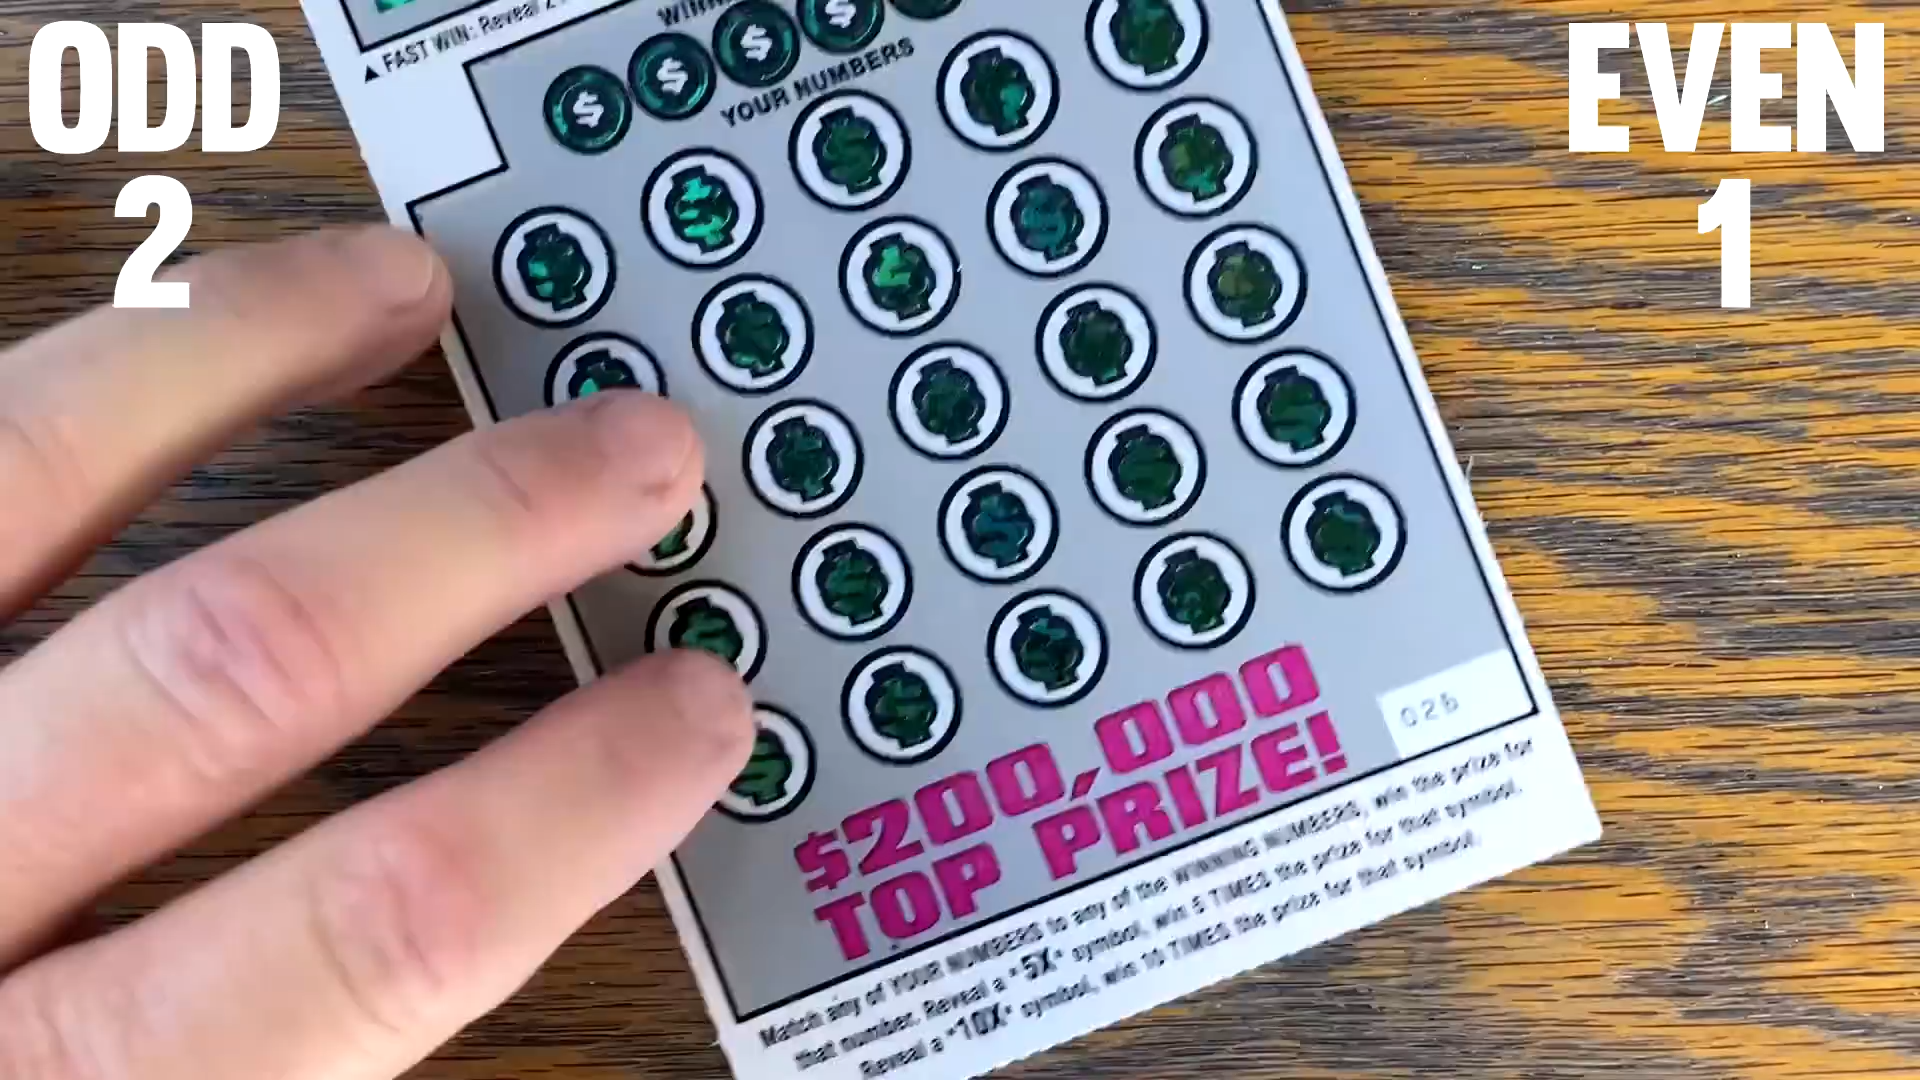 ODD
2
EVEN
1
▲ FAST WIN: Reveal 2
YOUR NUMBERS
$200,000
TOP PRIZE!
026
Match any of YOUR NUMBERS to any of the WINNING NUMBERS, win the prize for
that number. Reveal a "5X" symbol, win 5 TIMES the prize for that symbol.
Reveal a "10X" symbol, win 10 TIMES the prize for that symbol.